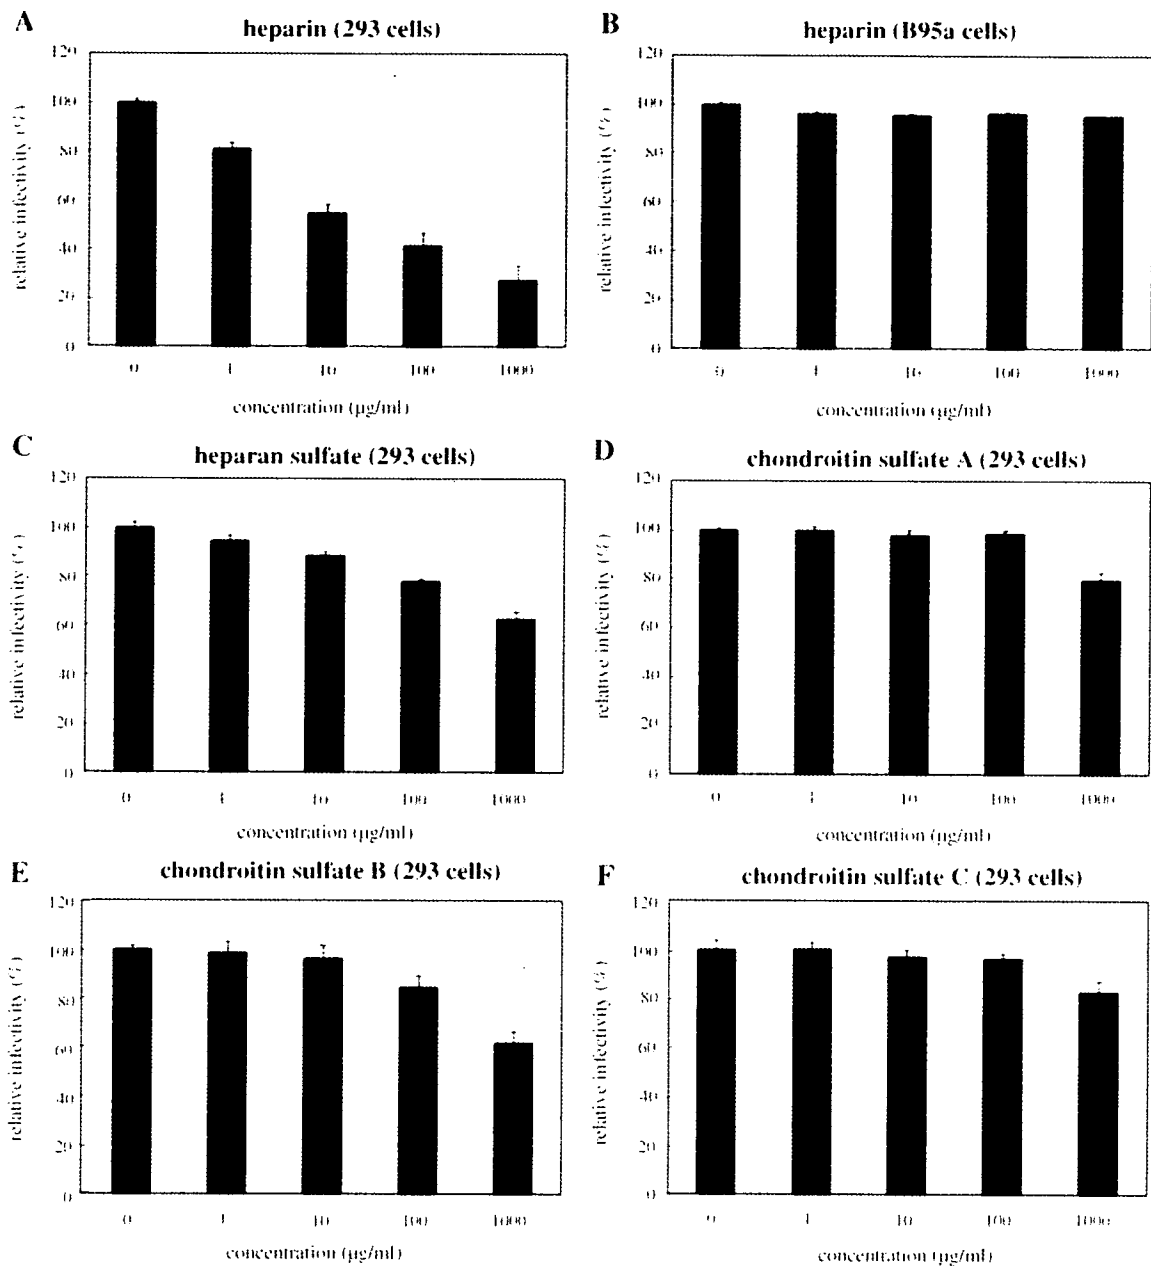 A
heparin (293 cells)
120
100
80
60
40
20
0
relative infectivity (%)
0 1 10 100 1000
concentration (µg/ml)
B
heparin (B95a cells)
120
100
80
60
40
20
0
relative infectivity (%)
0 1 10 100 1000
concentration (µg/ml)
C
heparan sulfate (293 cells)
120
100
80
60
40
20
0
relative infectivity (%)
0 1 10 100 1000
concentration (µg/ml)
D
chondroitin sulfate A (293 cells)
120
100
80
60
40
20
0
relative infectivity (%)
0 1 10 100 1000
concentration (µg/ml)
E
chondroitin sulfate B (293 cells)
120
100
80
60
40
20
0
relative infectivity (%)
0 1 10 100 1000
concentration (µg/ml)
F
chondroitin sulfate C (293 cells)
120
100
80
60
40
20
0
relative infectivity (%)
0 1 10 100 1000
concentration (µg/ml)